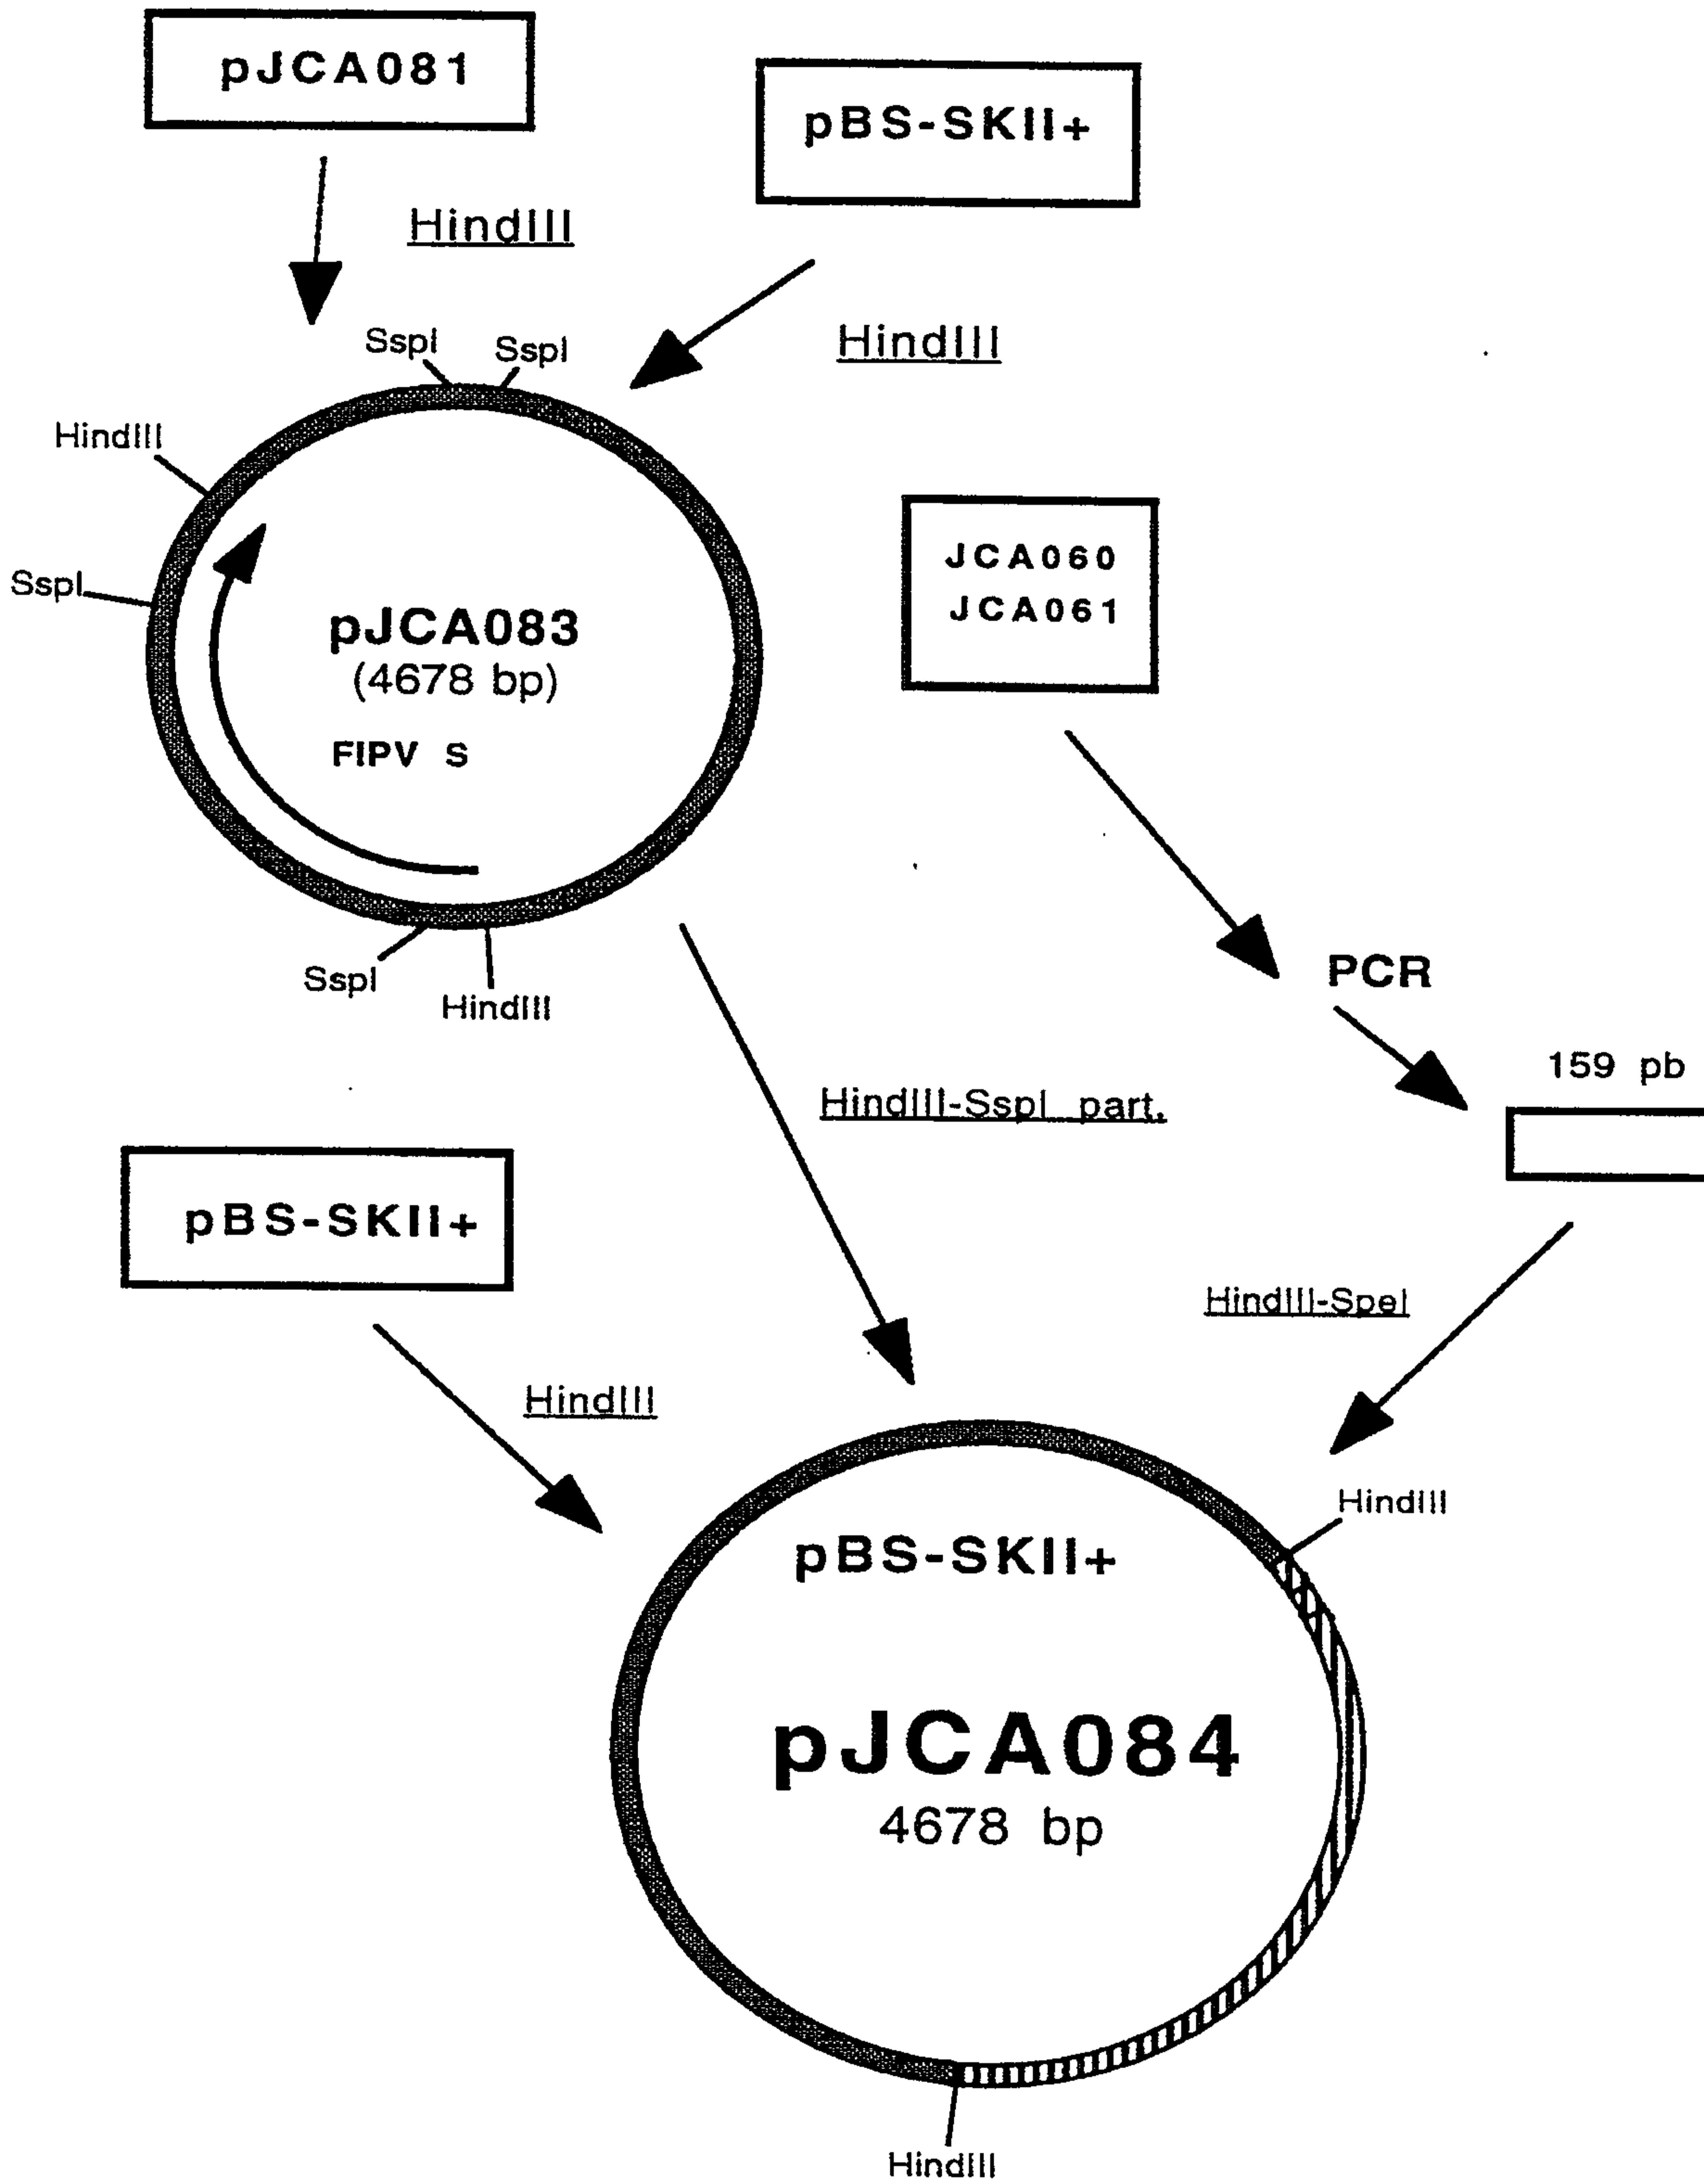 pJCA081
pBS-SKII+
HindIII
HindIII
SspI
SspI
HindIII
SspI
pJCA083
(4678 bp)
FIPV S
JCA060
JCA061
SspI
HindIII
PCR
159 pb
HindIII-SspI part.
pBS-SKII+
HindIII-SpeI
HindIII
HindIII
pBS-SKII+
pJCA084
4678 bp
HindIII